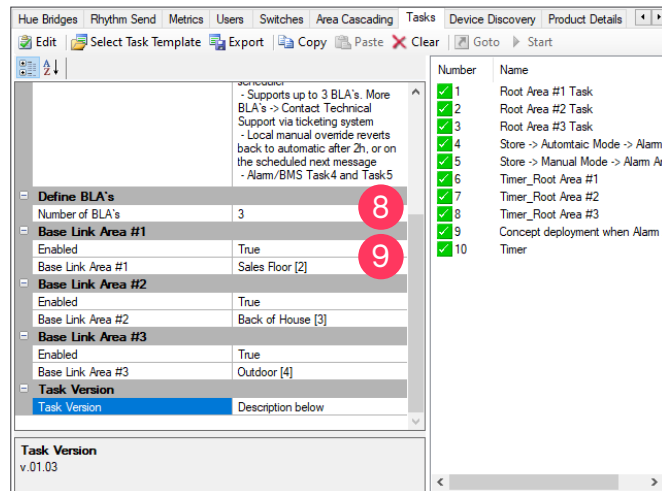 Hue Bridges Rhythm Send Metrics Users Switches Area Cascading Tasks Device Discovery Product Details
Edit Select Task Template Export Copy Paste Clear Goto Start
scheduler
- Supports up to 3 BLA's. More
BLA's -> Contact Technical
Support via ticketing system
- Local manual override reverts
back to automatic after 2h, or on
the scheduled next message
- Alarm/BMS Task4 and Task5
Define BLA's
Number of BLA's 3
8
Base Link Area #1
Enabled True
9
Base Link Area #1 Sales Floor [2]
Base Link Area #2
Enabled True
Base Link Area #2 Back of House [3]
Base Link Area #3
Enabled True
Base Link Area #3 Outdoor [4]
Task Version
Task Version Description below
Task Version
v.01.03
Number Name
1 Root Area #1 Task
2 Root Area #2 Task
3 Root Area #3 Task
4 Store -> Automtaic Mode -> Alarm
5 Store -> Manual Mode -> Alarm Ar
6 Timer_Root Area #1
7 Timer_Root Area #2
8 Timer_Root Area #3
9 Concept deployment when Alarm
10 Timer